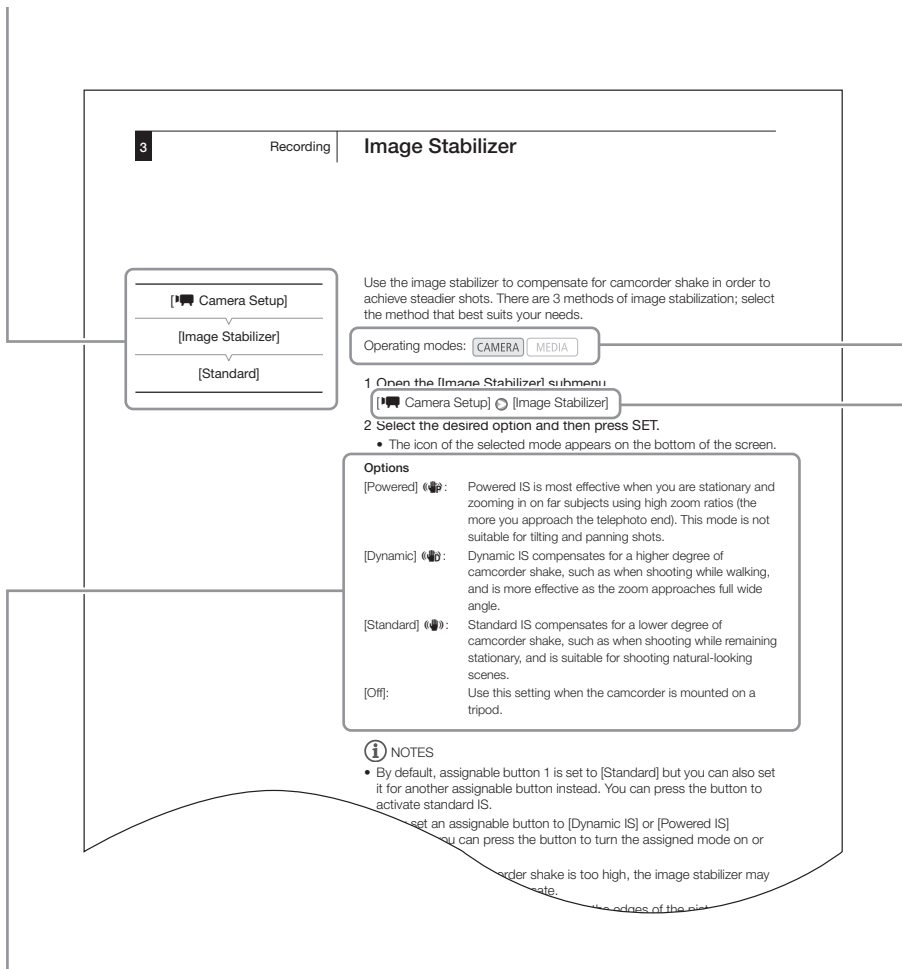 3
Recording
Image Stabilizer
[Camera Setup]
[Image Stabilizer]
[Standard]
Use the image stabilizer to compensate for camcorder shake in order to
achieve steadier shots. There are 3 methods of image stabilization; select
the method that best suits your needs.
Operating modes: CAMERA MEDIA
1 Open the [Image Stabilizer] submenu
[Camera Setup] [Image Stabilizer]
2 Select the desired option and then press SET.
• The icon of the selected mode appears on the bottom of the screen.
Options
[Powered] : Powered IS is most effective when you are stationary and
zooming in on far subjects using high zoom ratios (the
more you approach the telephoto end). This mode is not
suitable for tilting and panning shots.
[Dynamic] : Dynamic IS compensates for a higher degree of
camcorder shake, such as when shooting while walking,
and is more effective as the zoom approaches full wide
angle.
[Standard] : Standard IS compensates for a lower degree of
camcorder shake, such as when shooting while remaining
stationary, and is suitable for shooting natural-looking
scenes.
[Off]: Use this setting when the camcorder is mounted on a
tripod.
NOTES
• By default, assignable button 1 is set to [Standard] but you can also set
it for another assignable button instead. You can press the button to
activate standard IS.
set an assignable button to [Dynamic IS] or [Powered IS]
you can press the button to turn the assigned mode on or
shake is too high, the image stabilizer may
edges of the